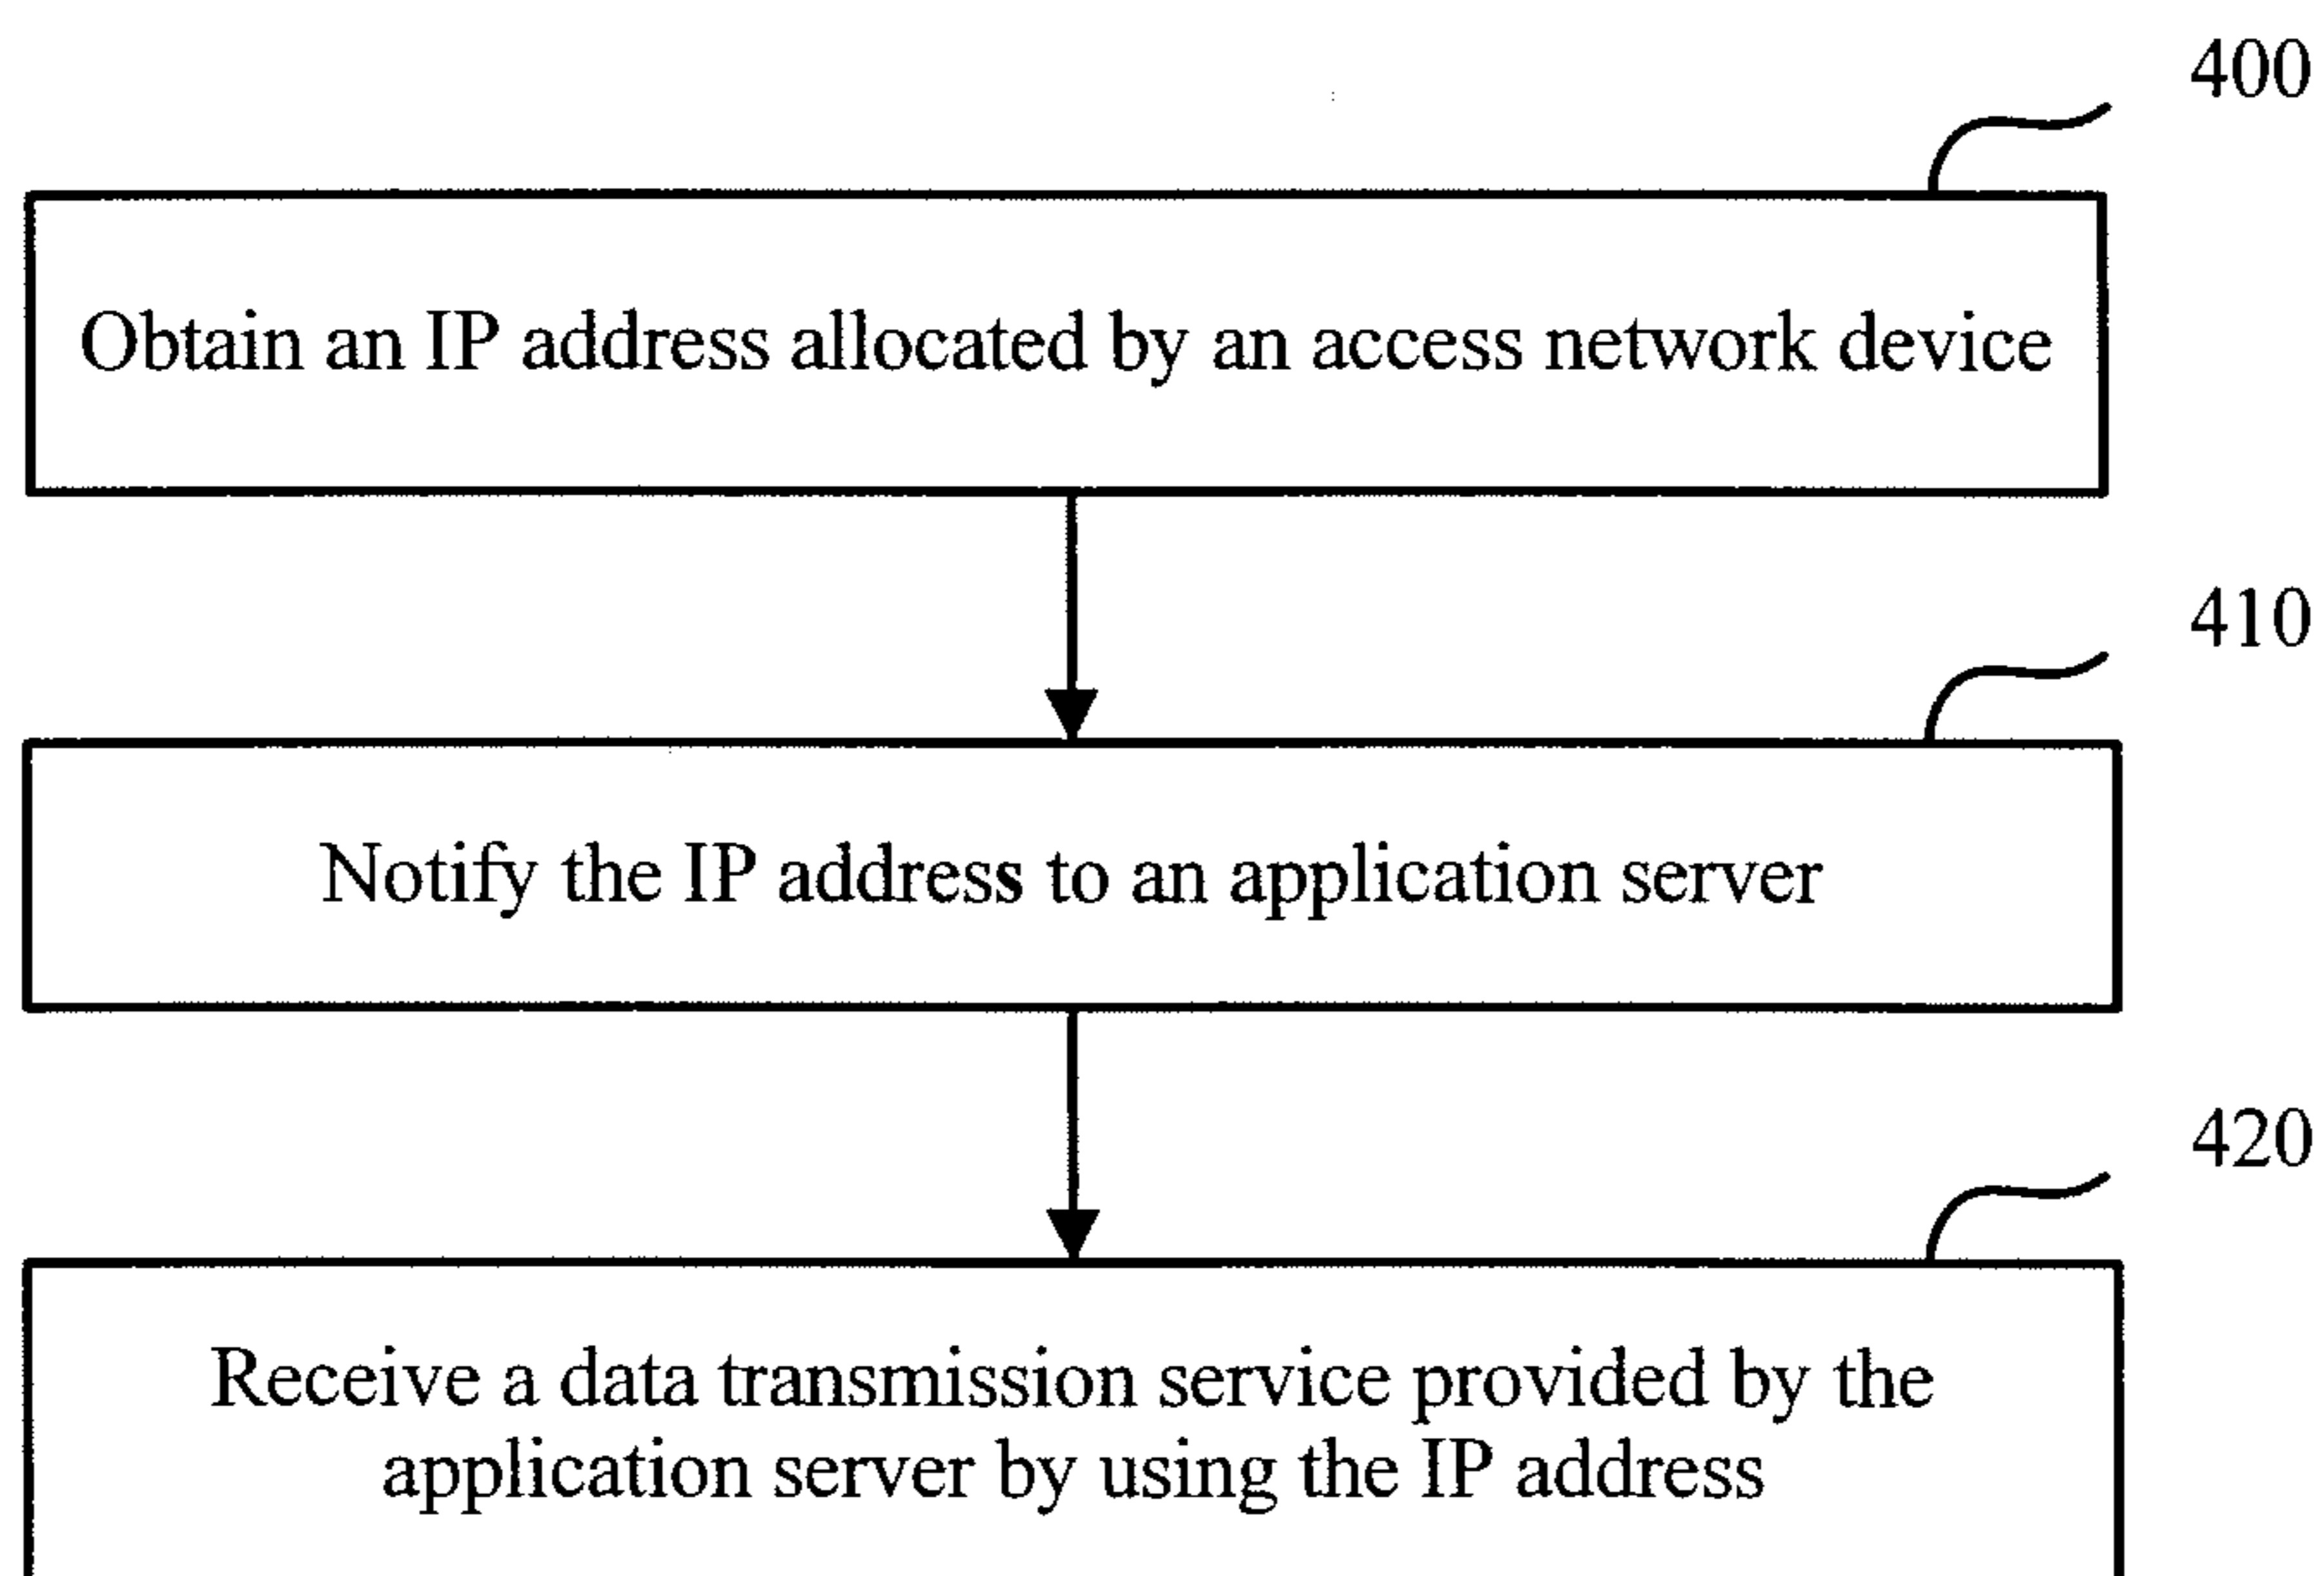 400
Obtain an IP address allocated by an access network device
410
Notify the IP address to an application server
420
Receive a data transmission service provided by the
application server by using the IP address